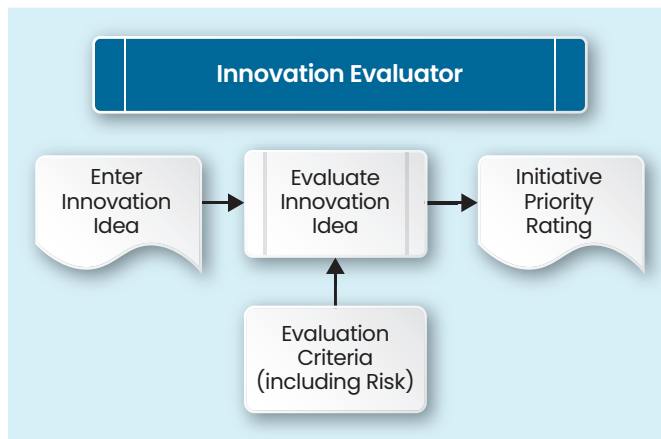 Innovation Evaluator
Enter
Innovation
Idea
Evaluate
Innovation
Idea
Initiative
Priority
Rating
Evaluation
Criteria
(including Risk)